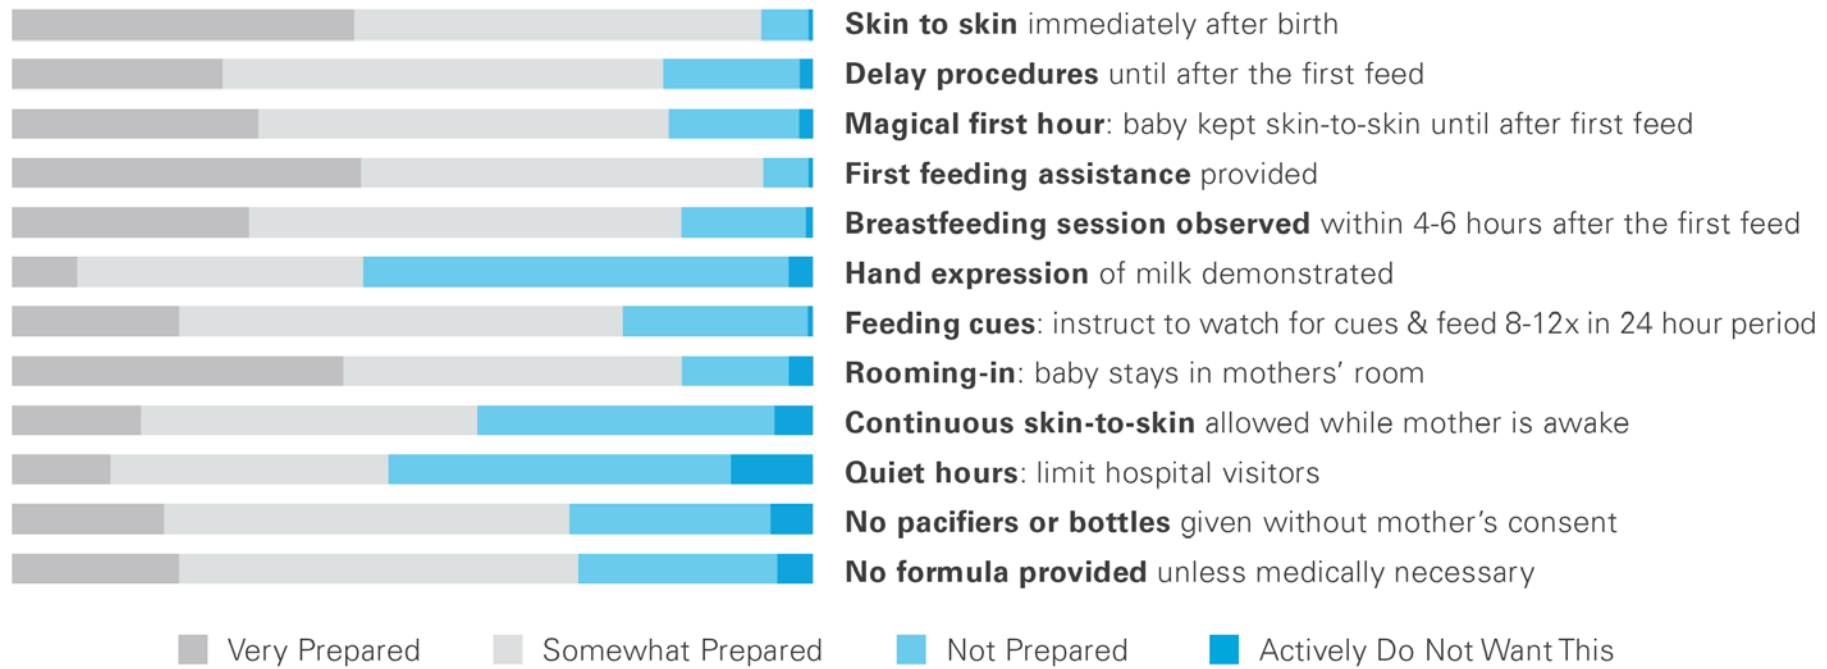 Skin to skin immediately after birth
Delay procedures until after the first feed
Magical first hour: baby kept skin-to-skin until after first feed
First feeding assistance provided
Breastfeeding session observed within 4-6 hours after the first feed
Hand expression of milk demonstrated
Feeding cues: instruct to watch for cues & feed 8-12x in 24 hour period
Rooming-in: baby stays in mothers’ room
Continuous skin-to-skin allowed while mother is awake
Quiet hours: limit hospital visitors
No pacifiers or bottles given without mother’s consent
No formula provided unless medically necessary
Very Prepared Somewhat Prepared Not Prepared Actively Do Not Want This